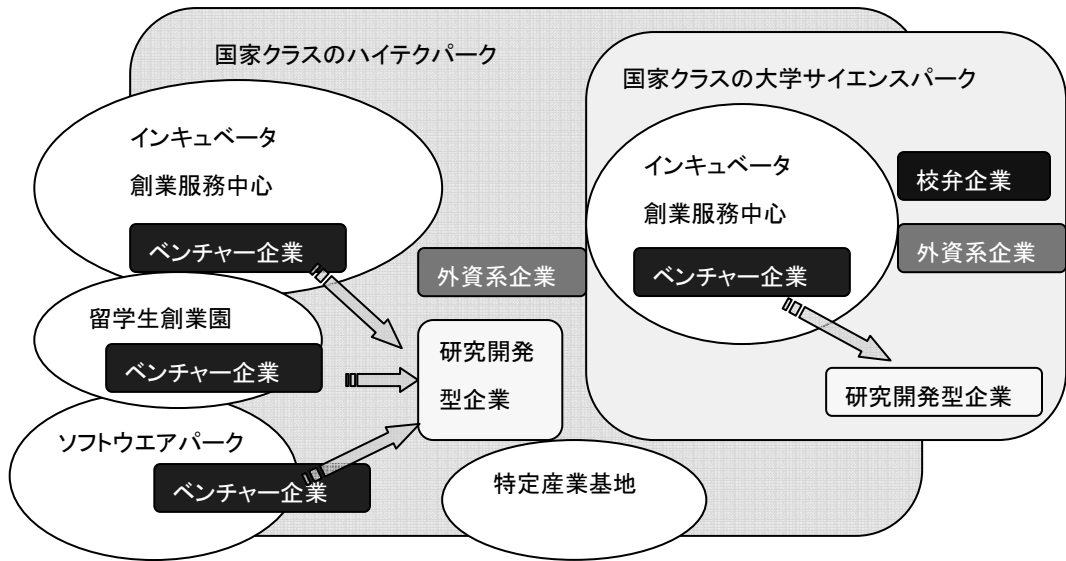 国家クラスのハイテクパーク
インキュベータ
創業服務中心
ベンチャー企業
留学生創業園
ベンチャー企業
ソフトウエアパーク
ベンチャー企業
外資系企業
研究開発
型企業
特定産業基地
国家クラスの大学サイエンスパーク
インキュベータ
創業服務中心
ベンチャー企業
校弁企業
外資系企業
研究開発型企業